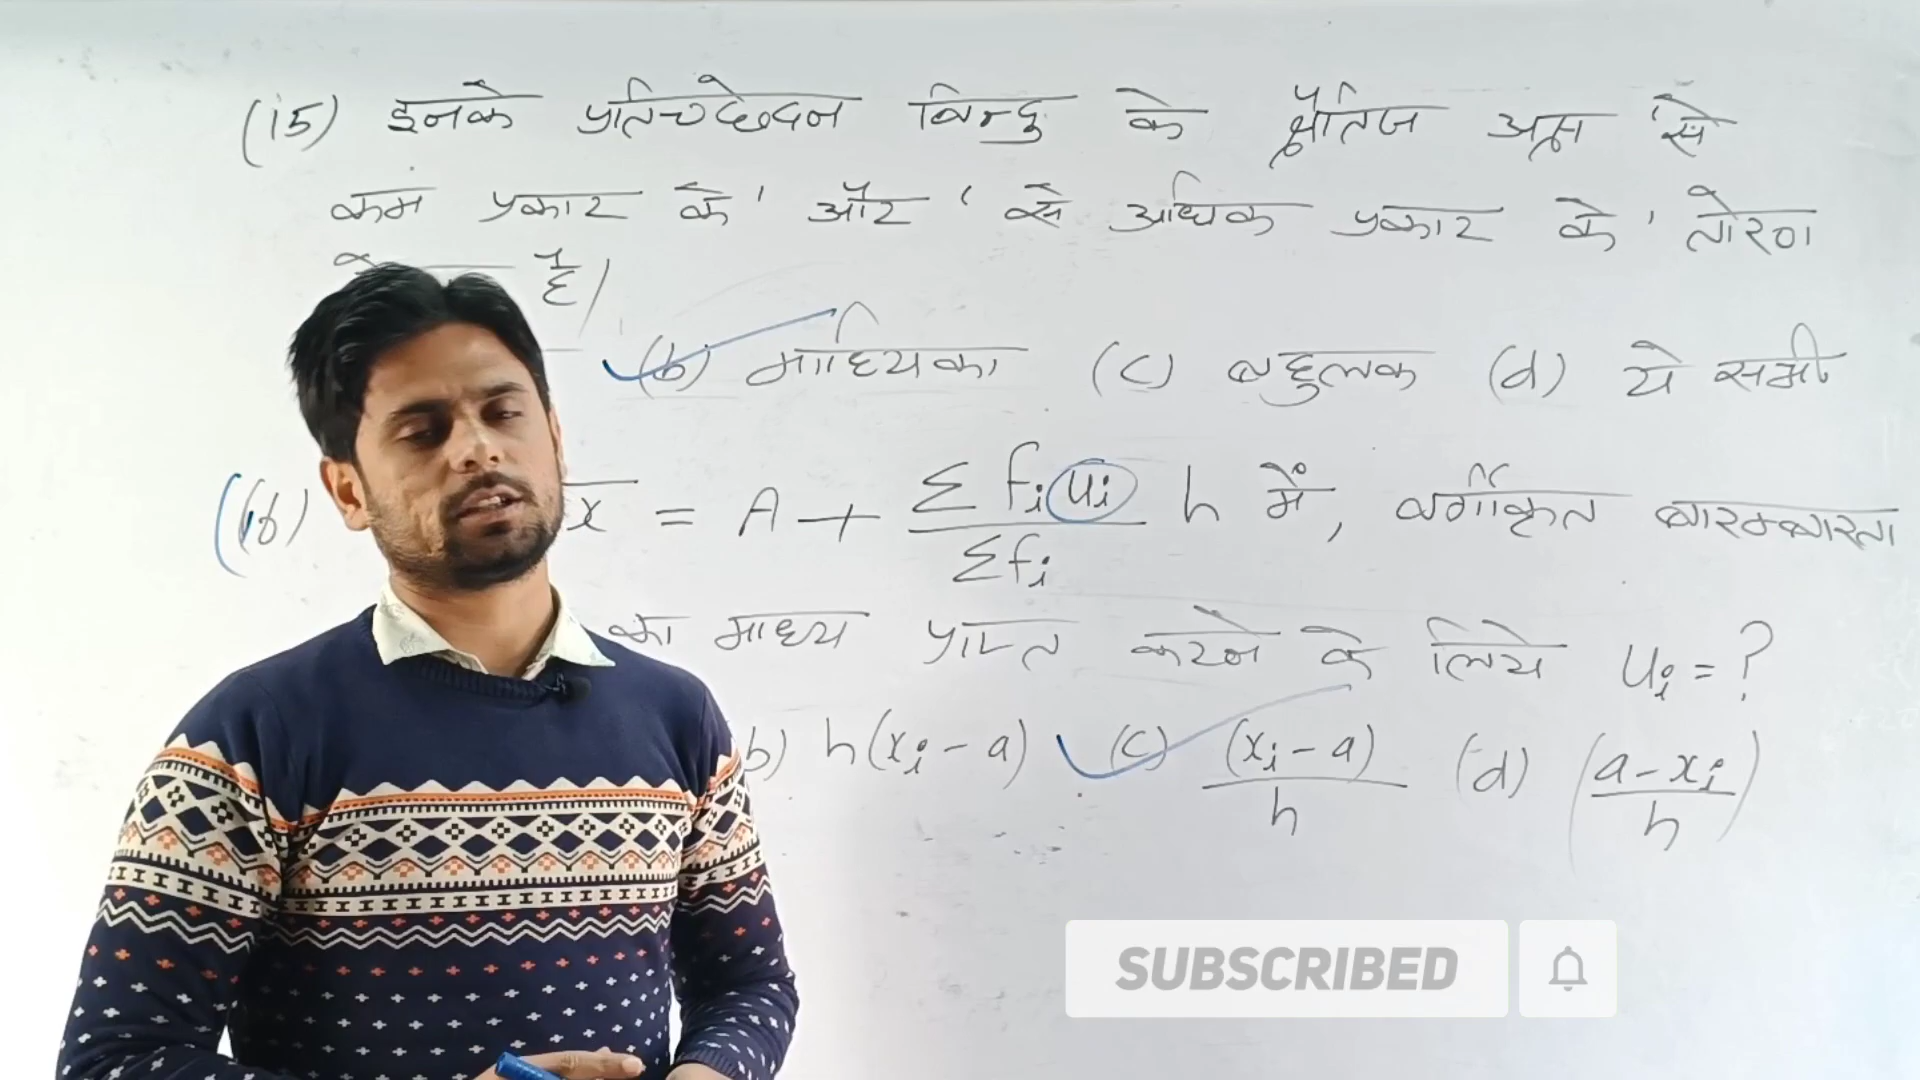 (15) इनके प्रतिच्छेदन बिन्दु के क्षैतिज अक्ष 'से
कम प्रकार के' और 'से अधिक प्रकार के' तोरण
है।
(b) माध्यिका (c) बहुलक (d) ये सभी
(16) x̄ = A + Σfiui / Σfi h में, वर्गीकृत बारम्बारता
का माध्य प्राप्त करने के लिये ui = ?
b) h(xi - a) (c) (xi - a)/h (d) (a - xi / h)
SUBSCRIBED